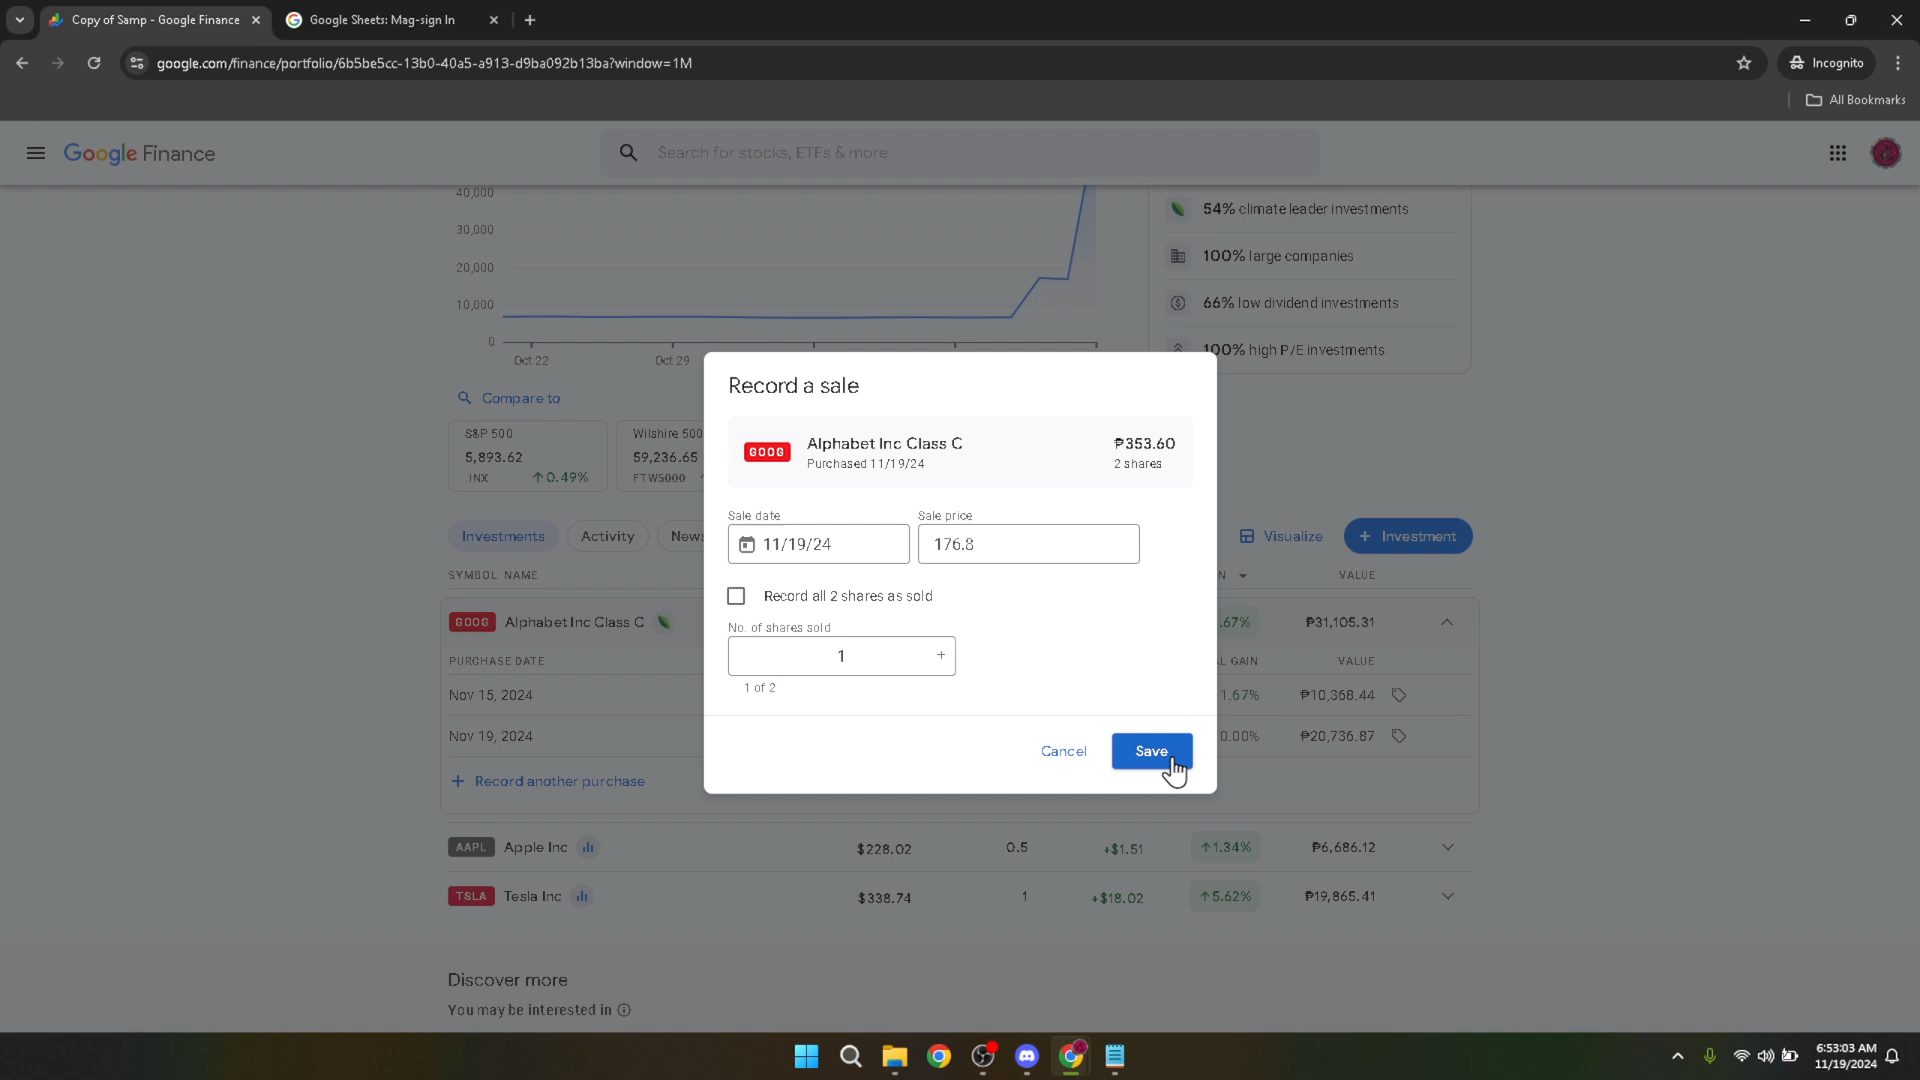 Copy of Samp - Google Finance
Google Sheets: Mag-sign In
google.com/finance/portfolio/6b5be5cc-13b0-40a5-a913-d9ba092b13ba?window=1M
Incognito
All Bookmarks
Google Finance
Search for stocks, ETFs & more
40,000
30,000
20,000
10,000
0
Oct 22
Oct 29
54% climate leader investments
100% large companies
66% low dividend investments
100% high P/E investments
Compare to
S&P 500
5,893.62
.INX
↑0.49%
Wilshire 500
59,236.65
FTW5000
Investments
Activity
News
Visualize
+ Investment
SYMBOL NAME
VALUE
GOOG Alphabet Inc Class C
.67%
₱31,105.31
PURCHASE DATE
L GAIN
VALUE
Nov 15, 2024
1.67%
₱10,368.44
Nov 19, 2024
0.00%
₱20,736.87
+ Record another purchase
AAPL Apple Inc
$228.02
0.5
+$1.51
↑1.34%
₱6,686.12
TSLA Tesla Inc
$338.74
1
+$18.02
↑5.62%
₱19,865.41
Discover more
You may be interested in
Record a sale
GOOG
Alphabet Inc Class C
₱353.60
Purchased 11/19/24
2 shares
Sale date
Sale price
11/19/24
176.8
Record all 2 shares as sold
No. of shares sold
1
+
1 of 2
Cancel
Save
6:53:03 AM
11/19/2024